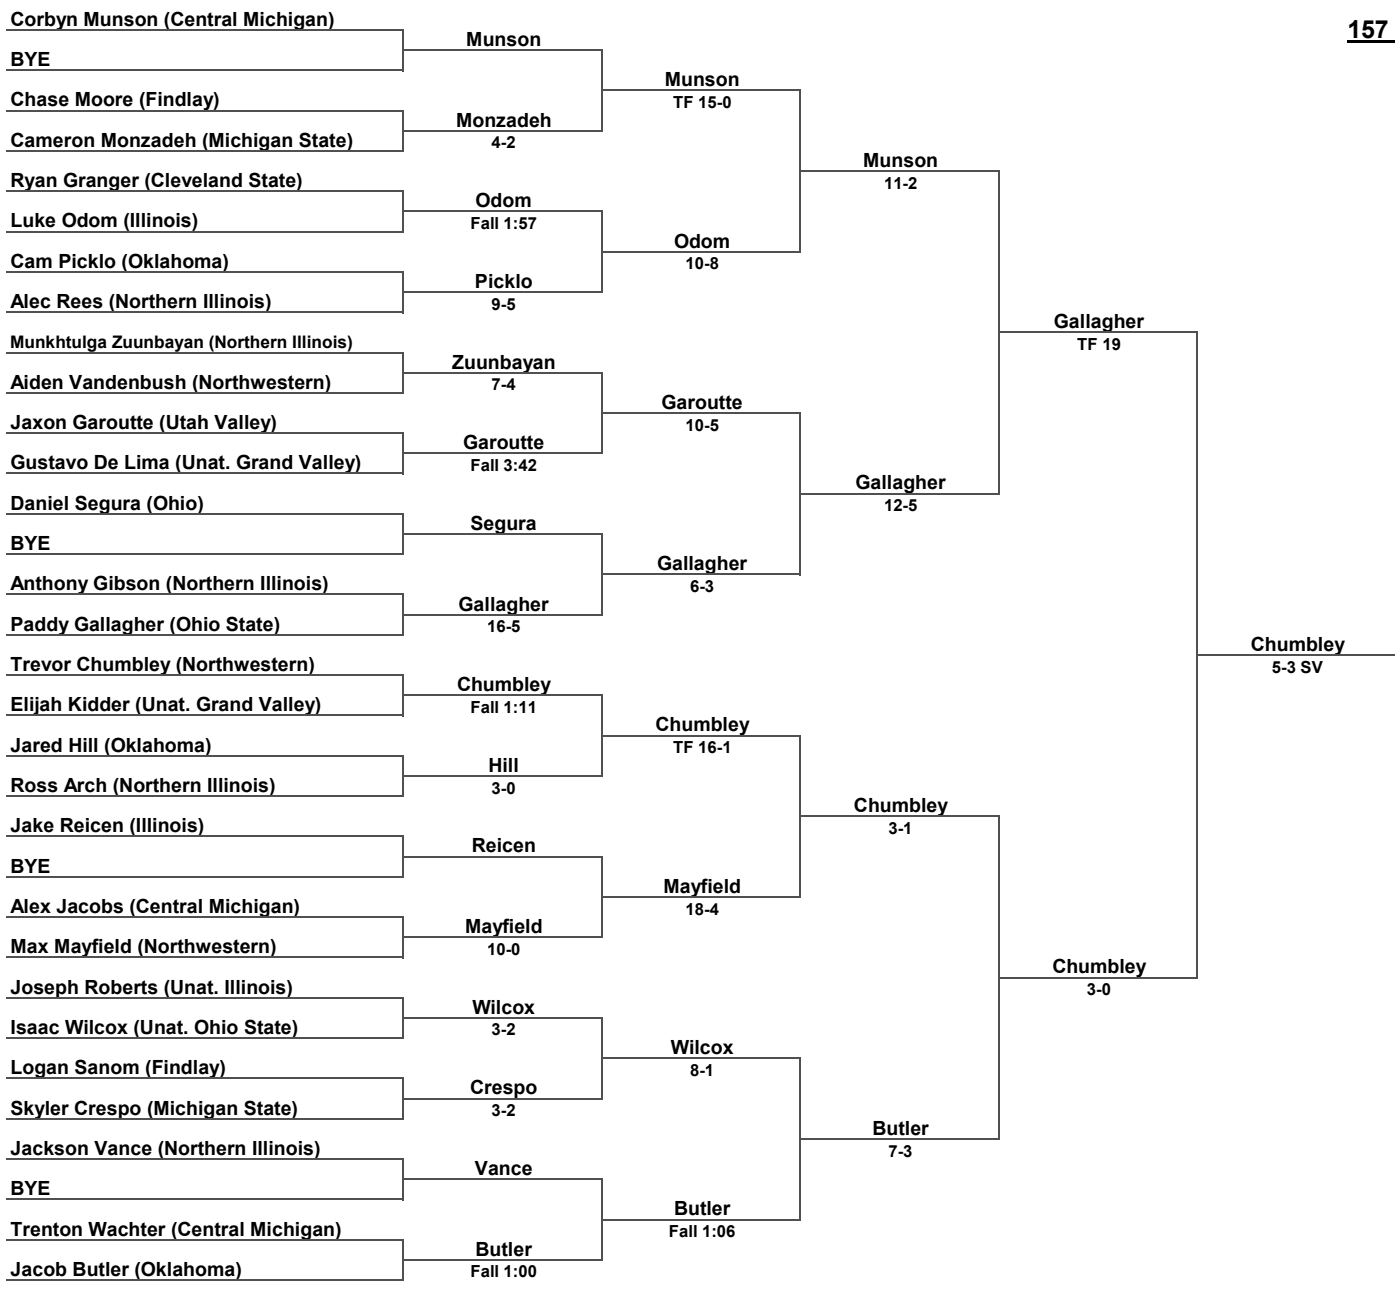 157
Corbyn Munson (Central Michigan)
BYE
Chase Moore (Findlay)
Cameron Monzadeh (Michigan State)
Ryan Granger (Cleveland State)
Luke Odom (Illinois)
Cam Picklo (Oklahoma)
Alec Rees (Northern Illinois)
Munkhtulga Zuunbayan (Northern Illinois)
Aiden Vandenbush (Northwestern)
Jaxon Garoutte (Utah Valley)
Gustavo De Lima (Unat. Grand Valley)
Daniel Segura (Ohio)
BYE
Anthony Gibson (Northern Illinois)
Paddy Gallagher (Ohio State)
Trevor Chumbley (Northwestern)
Elijah Kidder (Unat. Grand Valley)
Jared Hill (Oklahoma)
Ross Arch (Northern Illinois)
Jake Reicen (Illinois)
BYE
Alex Jacobs (Central Michigan)
Max Mayfield (Northwestern)
Joseph Roberts (Unat. Illinois)
Isaac Wilcox (Unat. Ohio State)
Logan Sanom (Findlay)
Skyler Crespo (Michigan State)
Jackson Vance (Northern Illinois)
BYE
Trenton Wachter (Central Michigan)
Jacob Butler (Oklahoma)
Munson
Monzadeh
4-2
Odom
Fall 1:57
Picklo
9-5
Zuunbayan
7-4
Garoutte
Fall 3:42
Segura
Gallagher
16-5
Chumbley
Fall 1:11
Hill
3-0
Reicen
Mayfield
10-0
Wilcox
3-2
Crespo
3-2
Vance
Butler
Fall 1:00
Munson
TF 15-0
Odom
10-8
Garoutte
10-5
Gallagher
6-3
Chumbley
TF 16-1
Mayfield
18-4
Wilcox
8-1
Butler
Fall 1:06
Munson
11-2
Gallagher
12-5
Chumbley
3-1
Butler
7-3
Gallagher
TF 19
Chumbley
3-0
Chumbley
5-3 SV